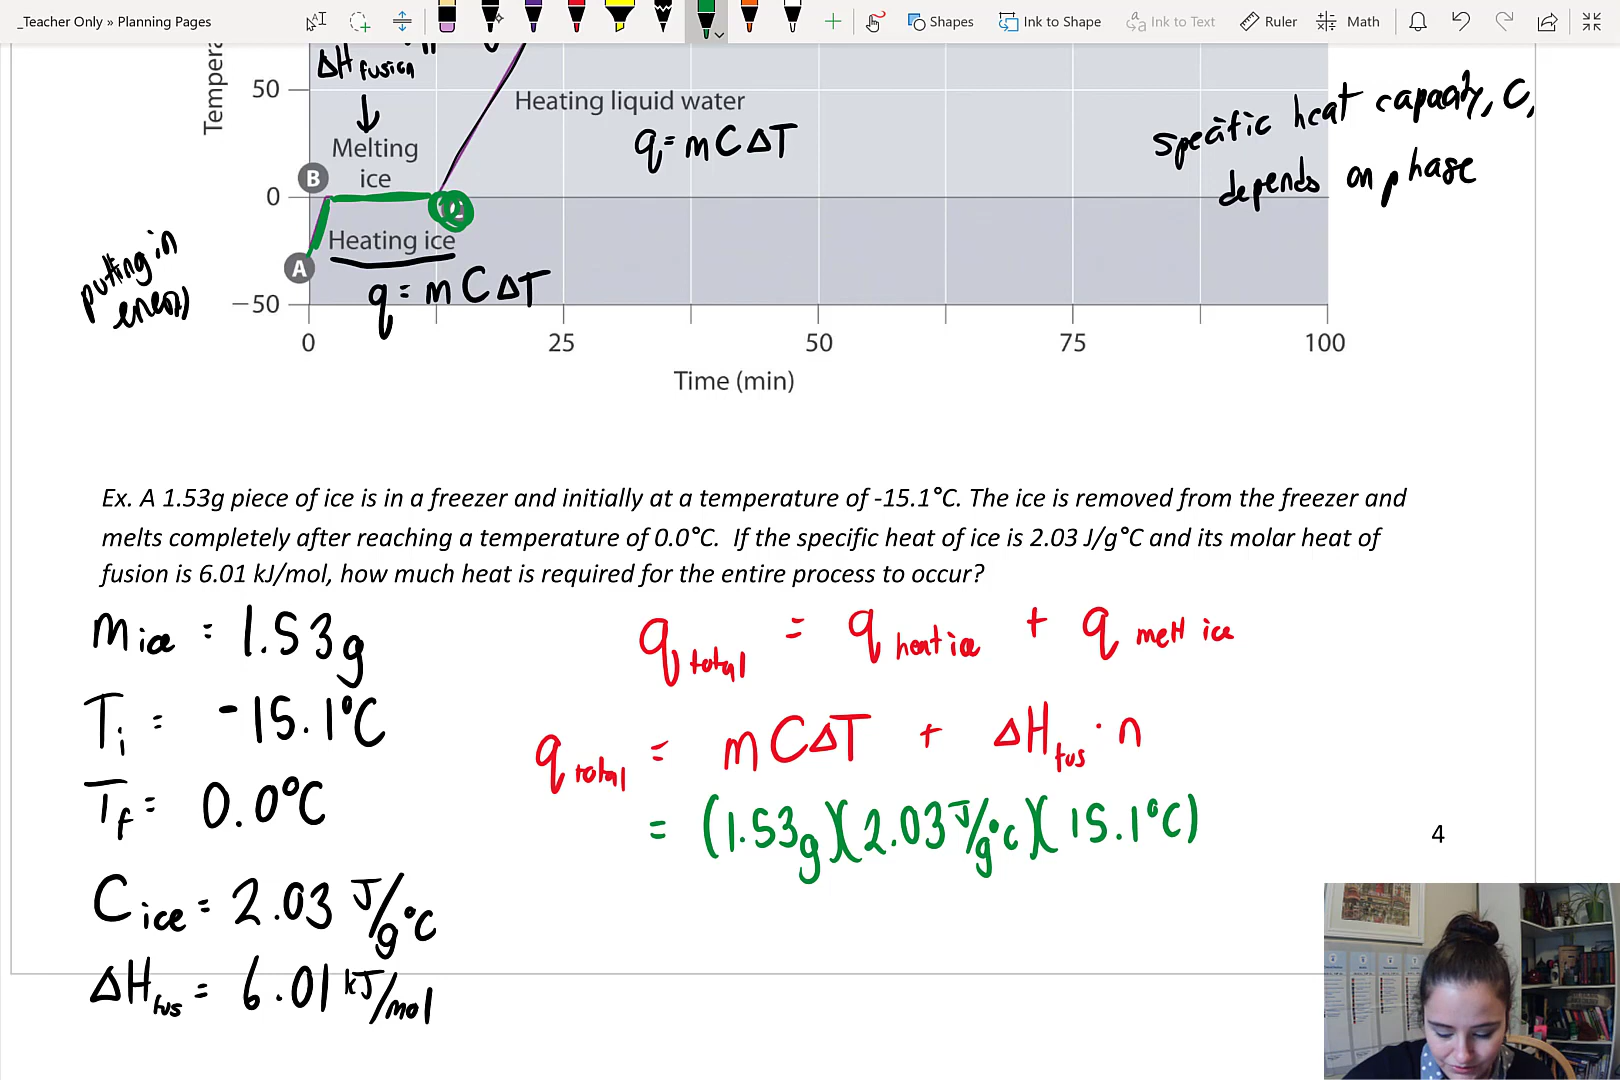 _Teacher Only » Planning Pages
Shapes
Ink to Shape
Ink to Text
Ruler
Math
Tempera
ΔH fusion
50
Heating liquid water
q = mCΔT
specific heat capacity, C,
depends on phase
Melting
ice
B
0
Heating ice
A
q = mCΔT
putting in
energy
−50
0
25
50
75
100
Time (min)
Ex. A 1.53g piece of ice is in a freezer and initially at a temperature of -15.1°C. The ice is removed from the freezer and
melts completely after reaching a temperature of 0.0°C. If the specific heat of ice is 2.03 J/g°C and its molar heat of
fusion is 6.01 kJ/mol, how much heat is required for the entire process to occur?
m ice = 1.53g
q total = q heat ice + q melt ice
Ti = -15.1°C
q total = mCΔT + ΔH fus · n
Tf = 0.0°C
= (1.53g)(2.03 J/g°C)(15.1°C)
4
C ice = 2.03 J/g°C
ΔH fus = 6.01 kJ/mol